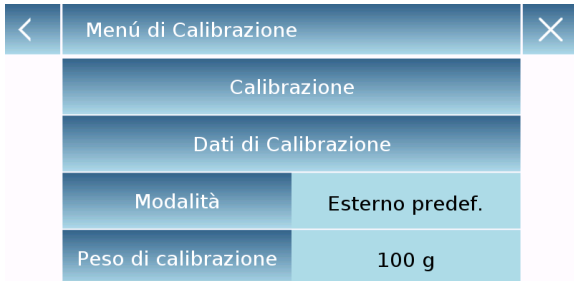 Menú di Calibrazione
Calibrazione
Dati di Calibrazione
Modalità Esterno predef.
Peso di calibrazione 100 g